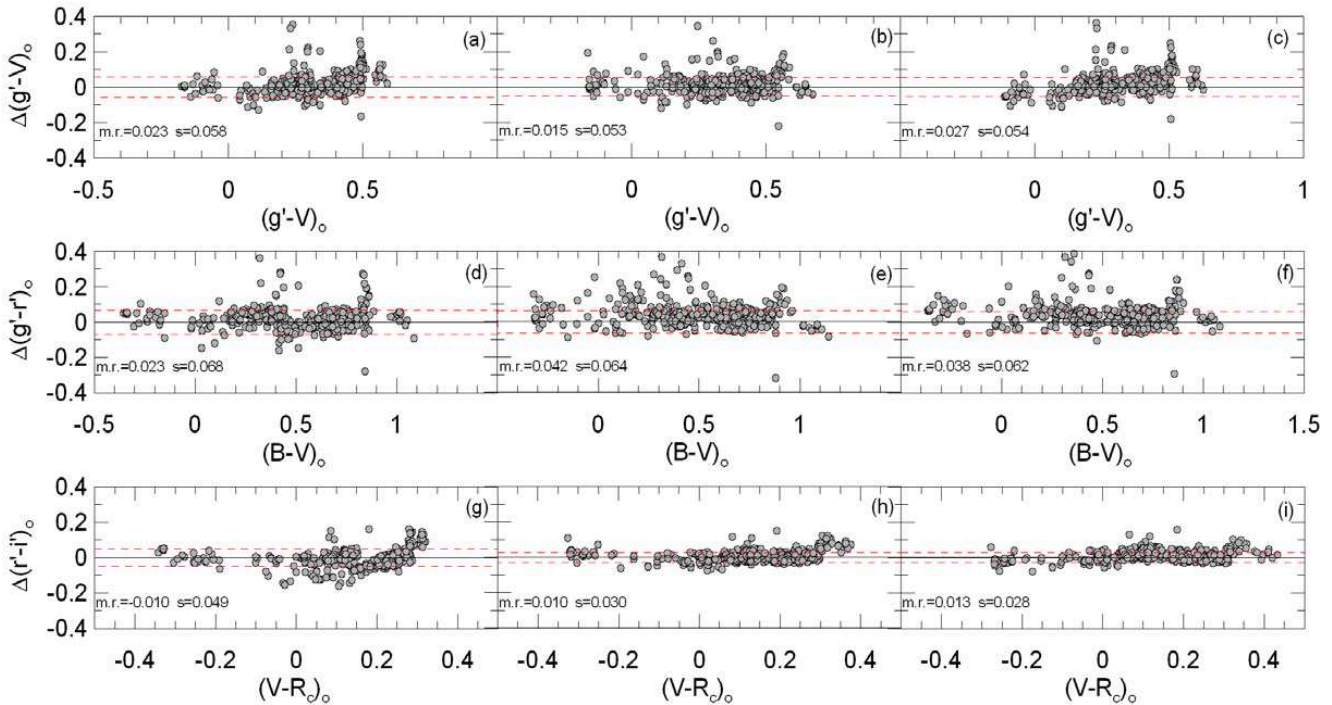 0.4
0.2
0
-0.2
-0.4
Δ(g'-V)ₒ
(a)
m.r.=0.023 s=0.058
(b)
m.r.=0.015 s=0.053
(c)
m.r.=0.027 s=0.054
-0.5 0 0.5 0 0.5 0 0.5 1
(g'-V)ₒ (g'-V)ₒ (g'-V)ₒ
0.4
0.2
0
-0.2
-0.4
Δ(g'-r')ₒ
(d)
m.r.=0.023 s=0.068
(e)
m.r.=0.042 s=0.064
(f)
m.r.=0.038 s=0.062
-0.5 0 0.5 1 0 0.5 1 0 0.5 1 1.5
(B-V)ₒ (B-V)ₒ (B-V)ₒ
0.4
0.2
0
-0.2
-0.4
Δ(r'-i')ₒ
(g)
m.r.=-0.010 s=0.049
(h)
m.r.=0.010 s=0.030
(i)
m.r.=0.013 s=0.028
-0.4 -0.2 0 0.2 0.4 -0.4 -0.2 0 0.2 0.4 -0.4 -0.2 0 0.2 0.4
(V-R_c)ₒ (V-R_c)ₒ (V-R_c)ₒ